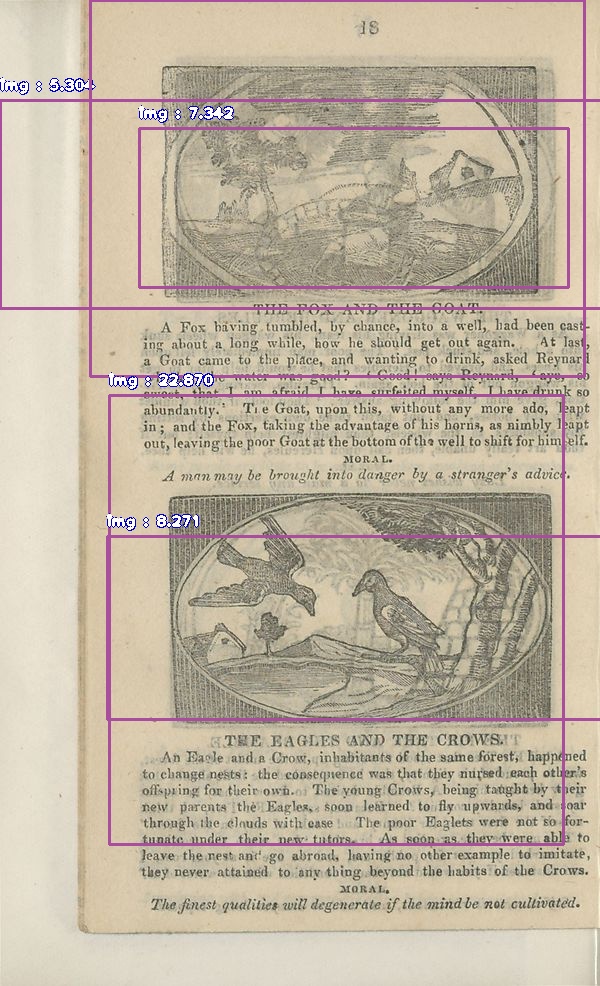 18
img : 5.304
img : 7.342
THE FOX AND THE GOAT.
A Fox having tumbled, by chance, into a well, had been cast-
ing about a long while, how he should get out again. At last,
a Goat came to the place, and wanting to drink, asked Reynard
the water was good? 'Good! says Reynard, 'aye, so
img : 22.870
sweet, that I am afraid I have surfeited myself, I have drunk so
abundantly.' The Goat, upon this, without any more ado, leapt
in; and the Fox, taking the advantage of his horns, as nimbly leapt
out, leaving the poor Goat at the bottom of the well to shift for himself.
MORAL.
A man may be brought into danger by a stranger's advice.
img : 8.271
THE EAGLES AND THE CROWS.
An Eagle and a Crow, inhabitants of the same forest, happened
to change nests: the consequence was that they nursed each other's
offspring for their own. The young Crows, being taught by their
new parents the Eagles, soon learned to fly upwards, and soar
through the clouds with ease! The poor Eaglets were not so for-
tunate under their new tutors. As soon as they were able to
leave the nest and go abroad, having no other example to imitate,
they never attained to any thing beyond the habits of the Crows.
MORAL.
The finest qualities will degenerate if the mind be not cultivated.